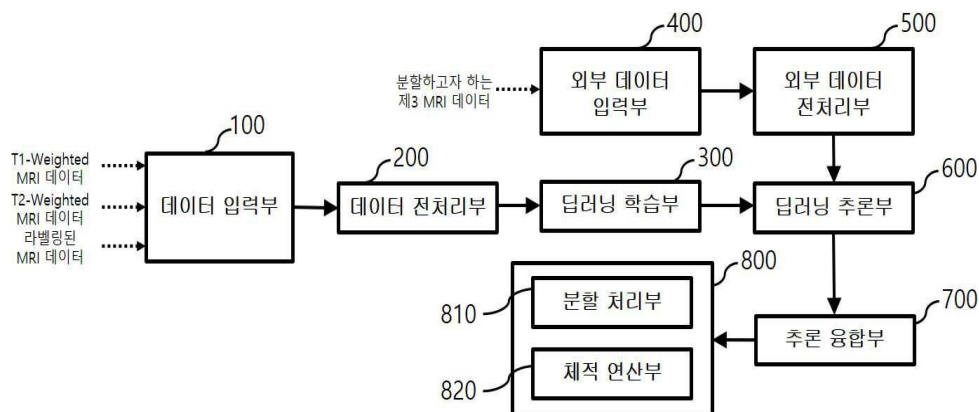 400
500
분할하고자 하는
제3 MRI 데이터
외부 데이터
입력부
외부 데이터
전처리부
100
T1-Weighted
MRI 데이터
T2-Weighted
MRI 데이터
라벨링된
MRI 데이터
데이터 입력부
200
데이터 전처리부
300
딥러닝 학습부
600
딥러닝 추론부
800
810
분할 처리부
820
체적 연산부
700
추론 융합부